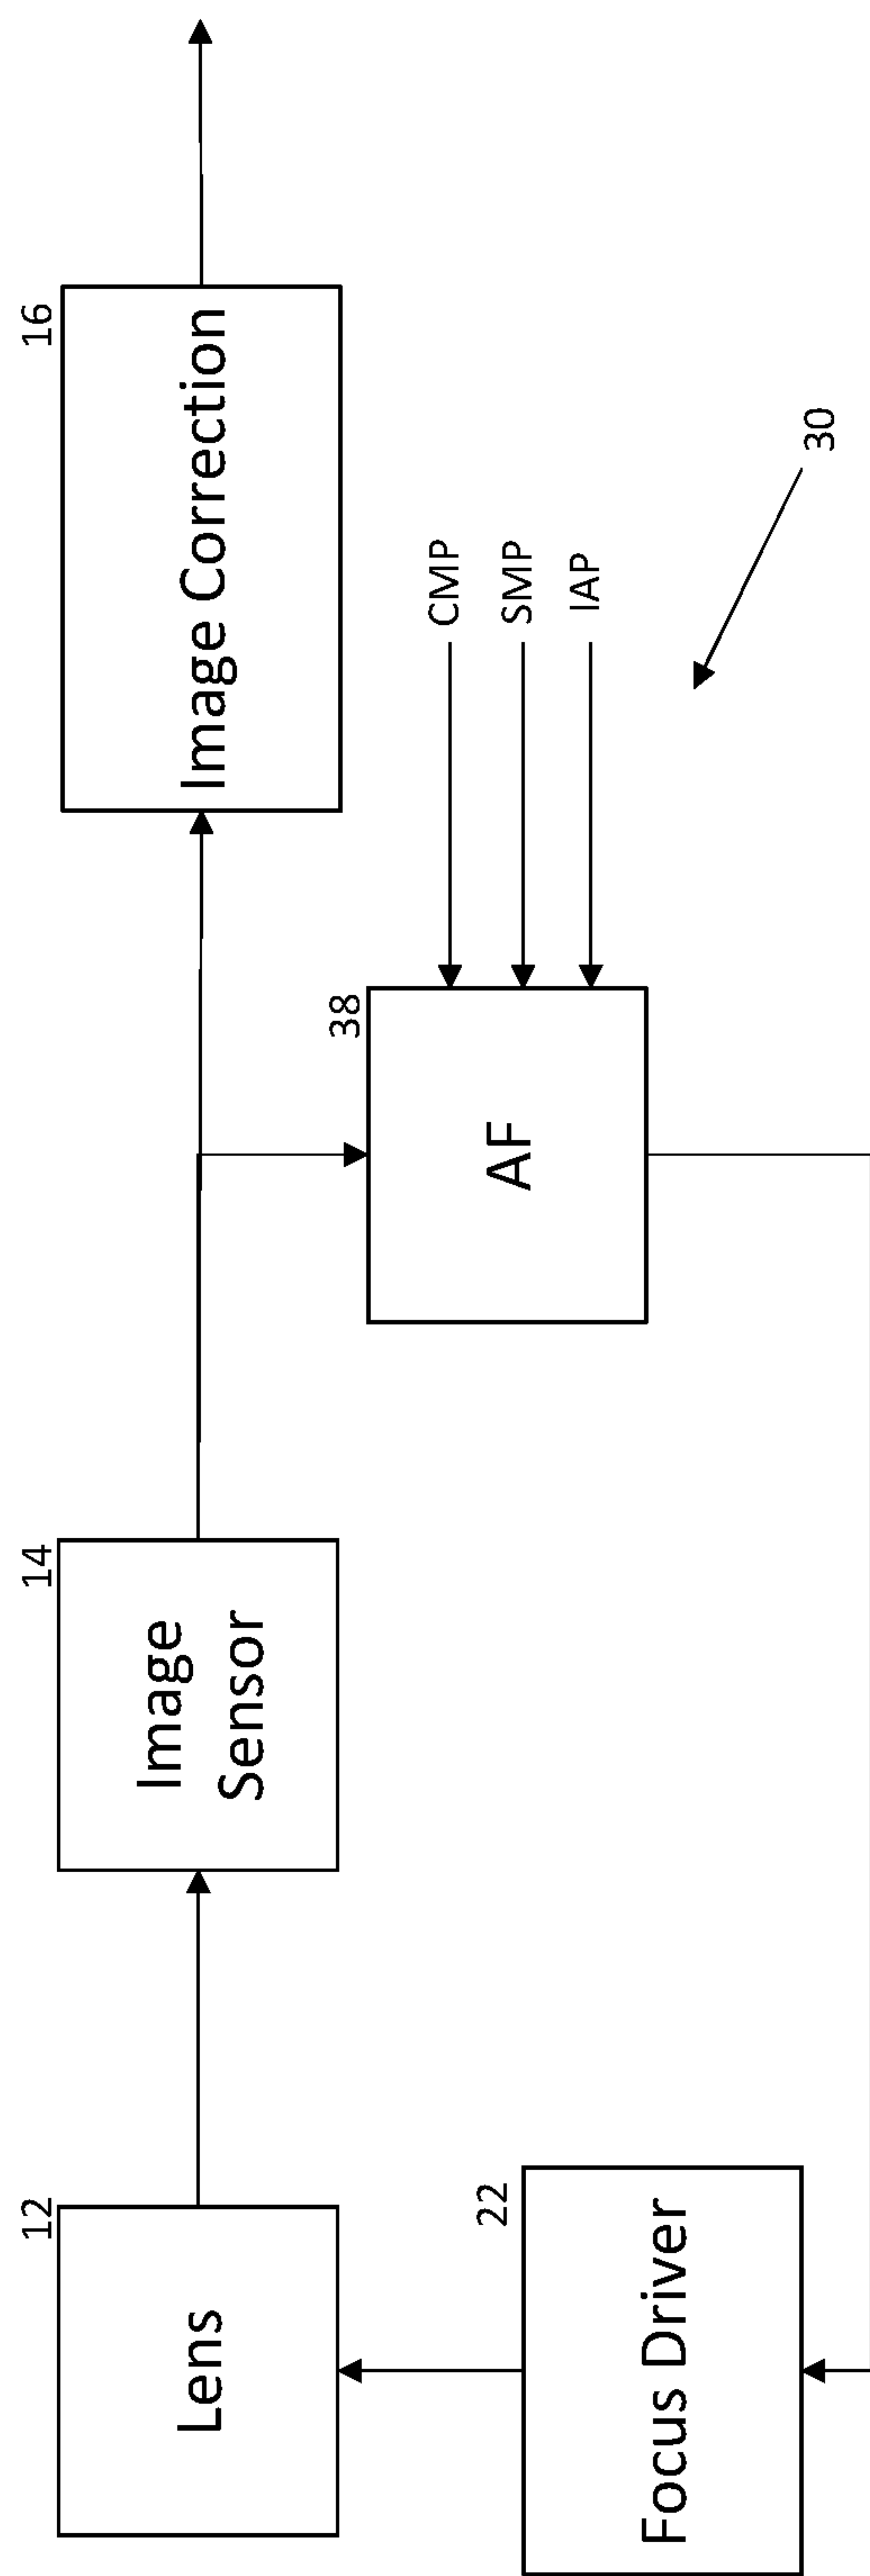 12
Lens
14
Image
Sensor
16
Image Correction
38
AF
CMP
SMP
IAP
22
Focus Driver
30